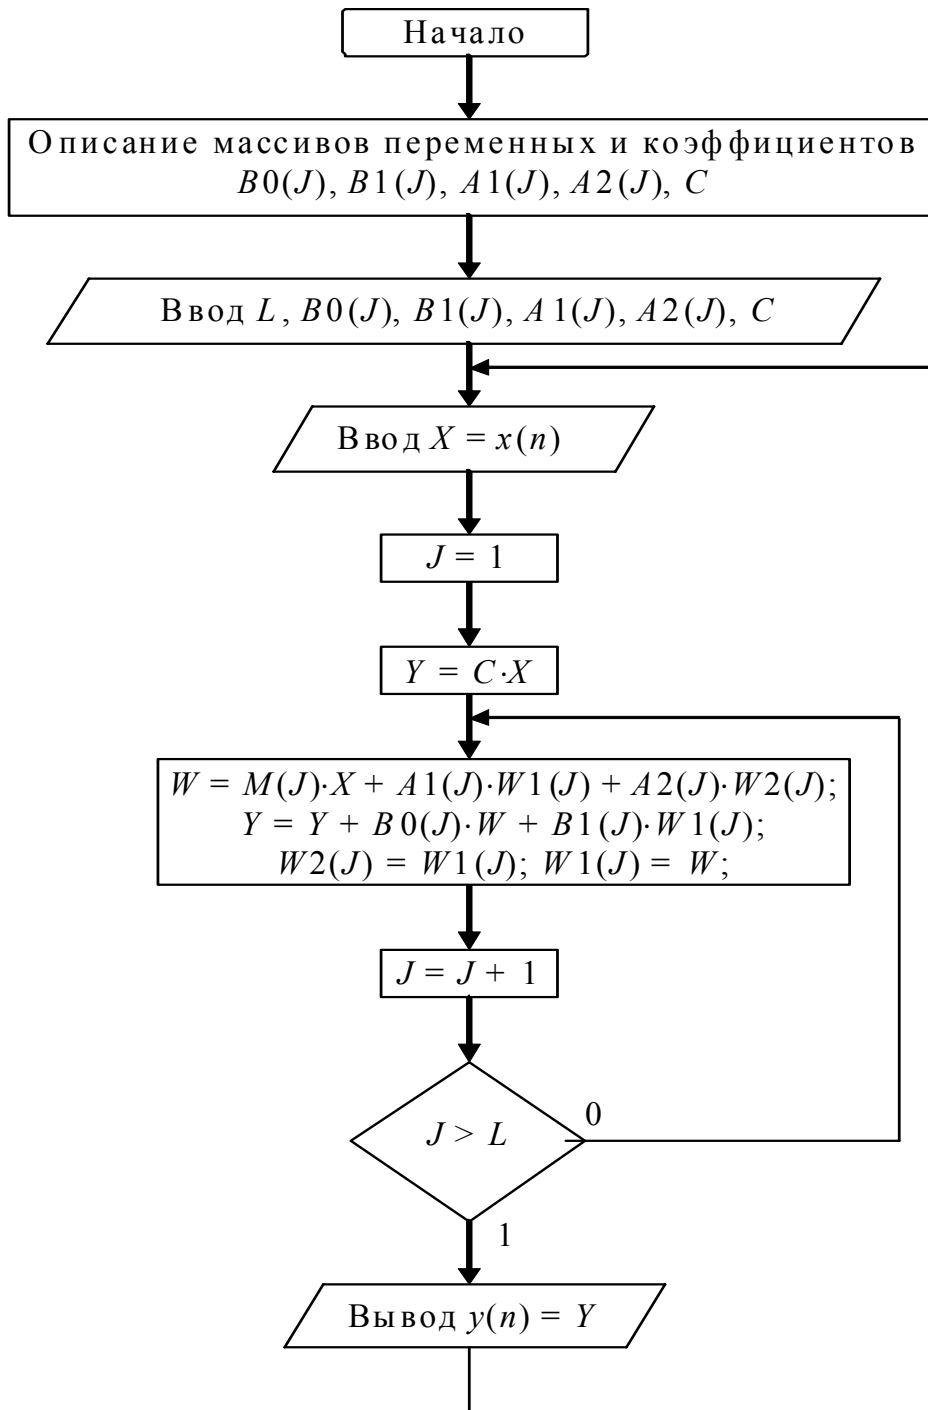 Начало
Описание массивов переменных и коэффициентов
B0(J), B1(J), A1(J), A2(J), C
Ввод L, B0(J), B1(J), A1(J), A2(J), C
Ввод X = x(n)
J = 1
Y = C·X
W = M(J)·X + A1(J)·W1(J) + A2(J)·W2(J);
Y = Y + B0(J)·W + B1(J)·W1(J);
W2(J) = W1(J); W1(J) = W;
J = J + 1
J > L
0
1
Вывод y(n) = Y